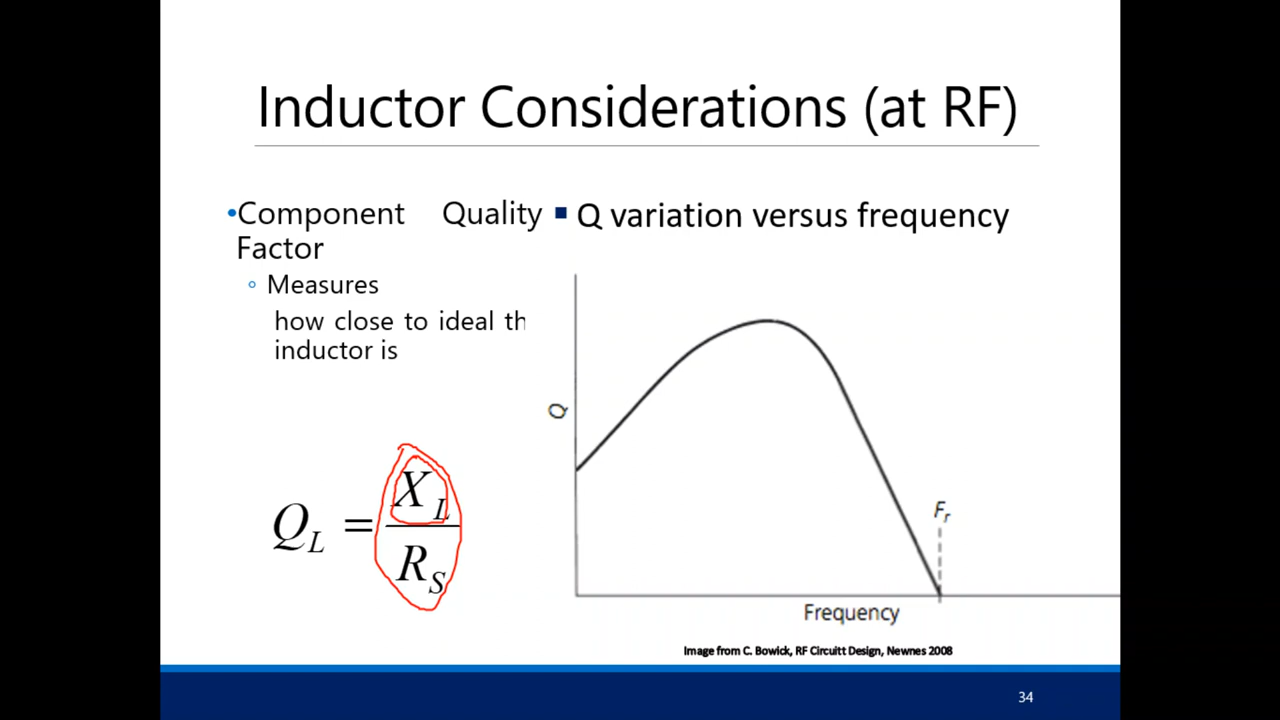 Inductor Considerations (at RF)
•Component Quality
Factor
◦ Measures
how close to ideal th
inductor is
Q_L = X_L / R_S
▪ Q variation versus frequency
Q
F_r
Frequency
Image from C. Bowick, RF Circuitt Design, Newnes 2008
34